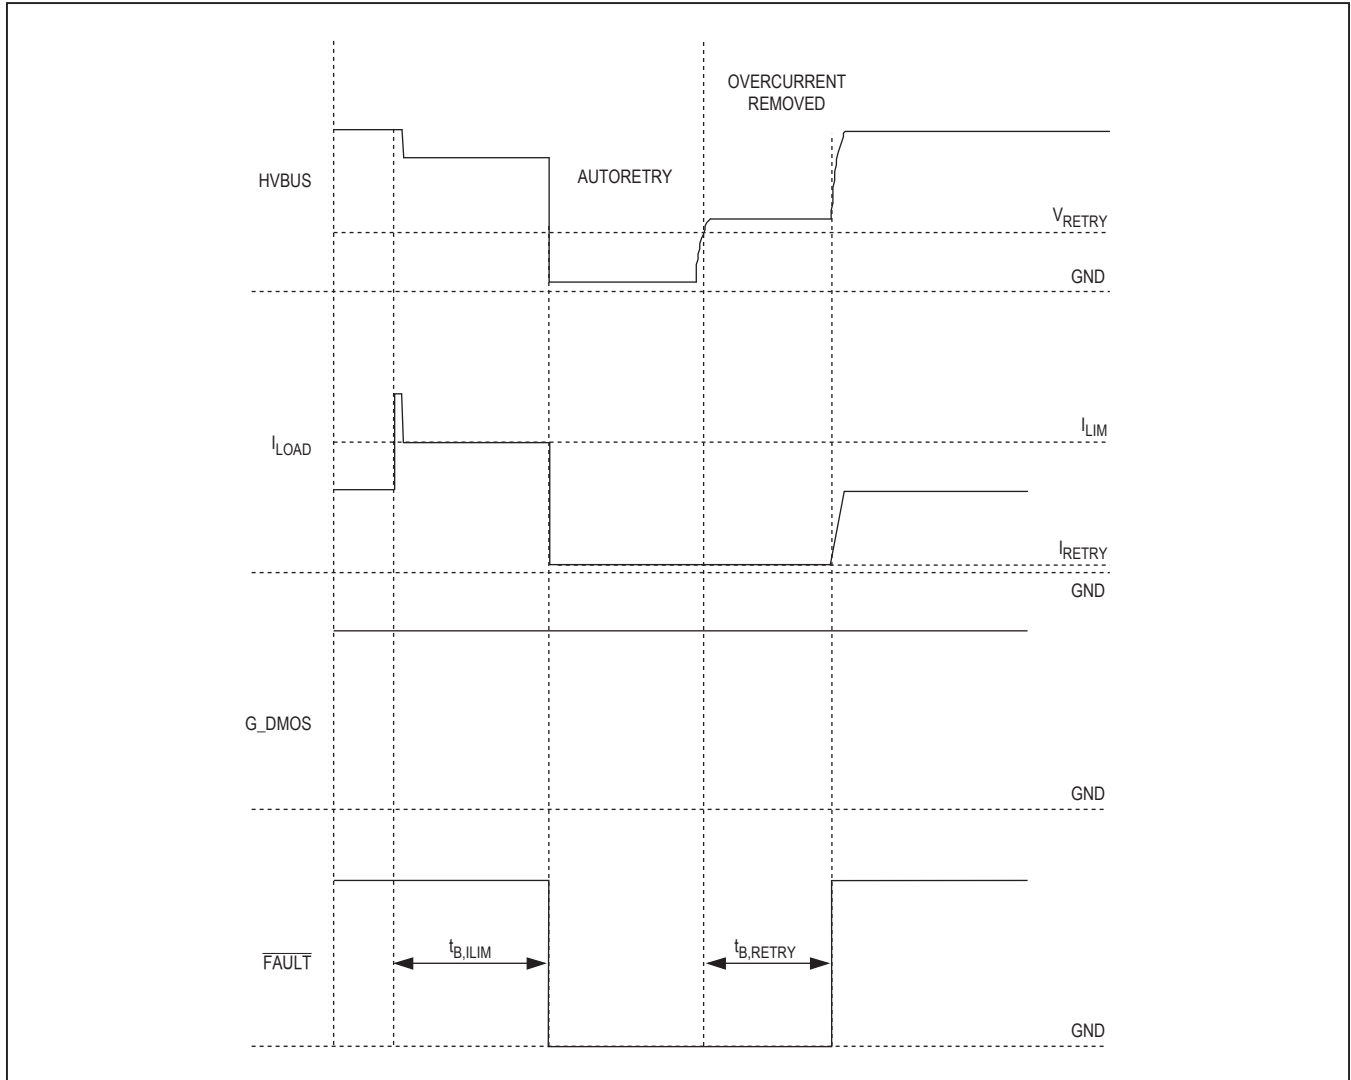 OVERCURRENT
REMOVED
HVBUS
AUTORETRY
VRETRY
GND
ILOAD
ILIM
IRETRY
GND
G_DMOS
GND
FAULT
tB,ILIM
tB,RETRY
GND